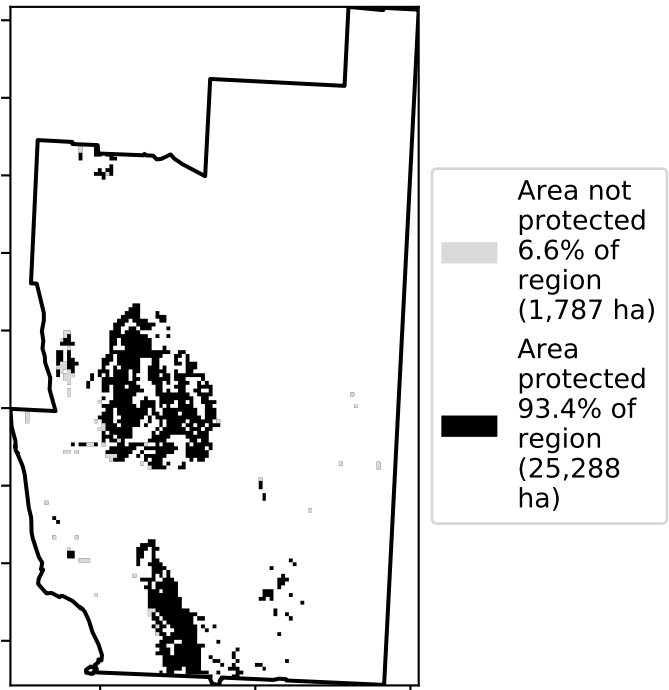 Area not
protected
6.6% of
region
(1,787 ha)
Area
protected
93.4% of
region
(25,288
ha)